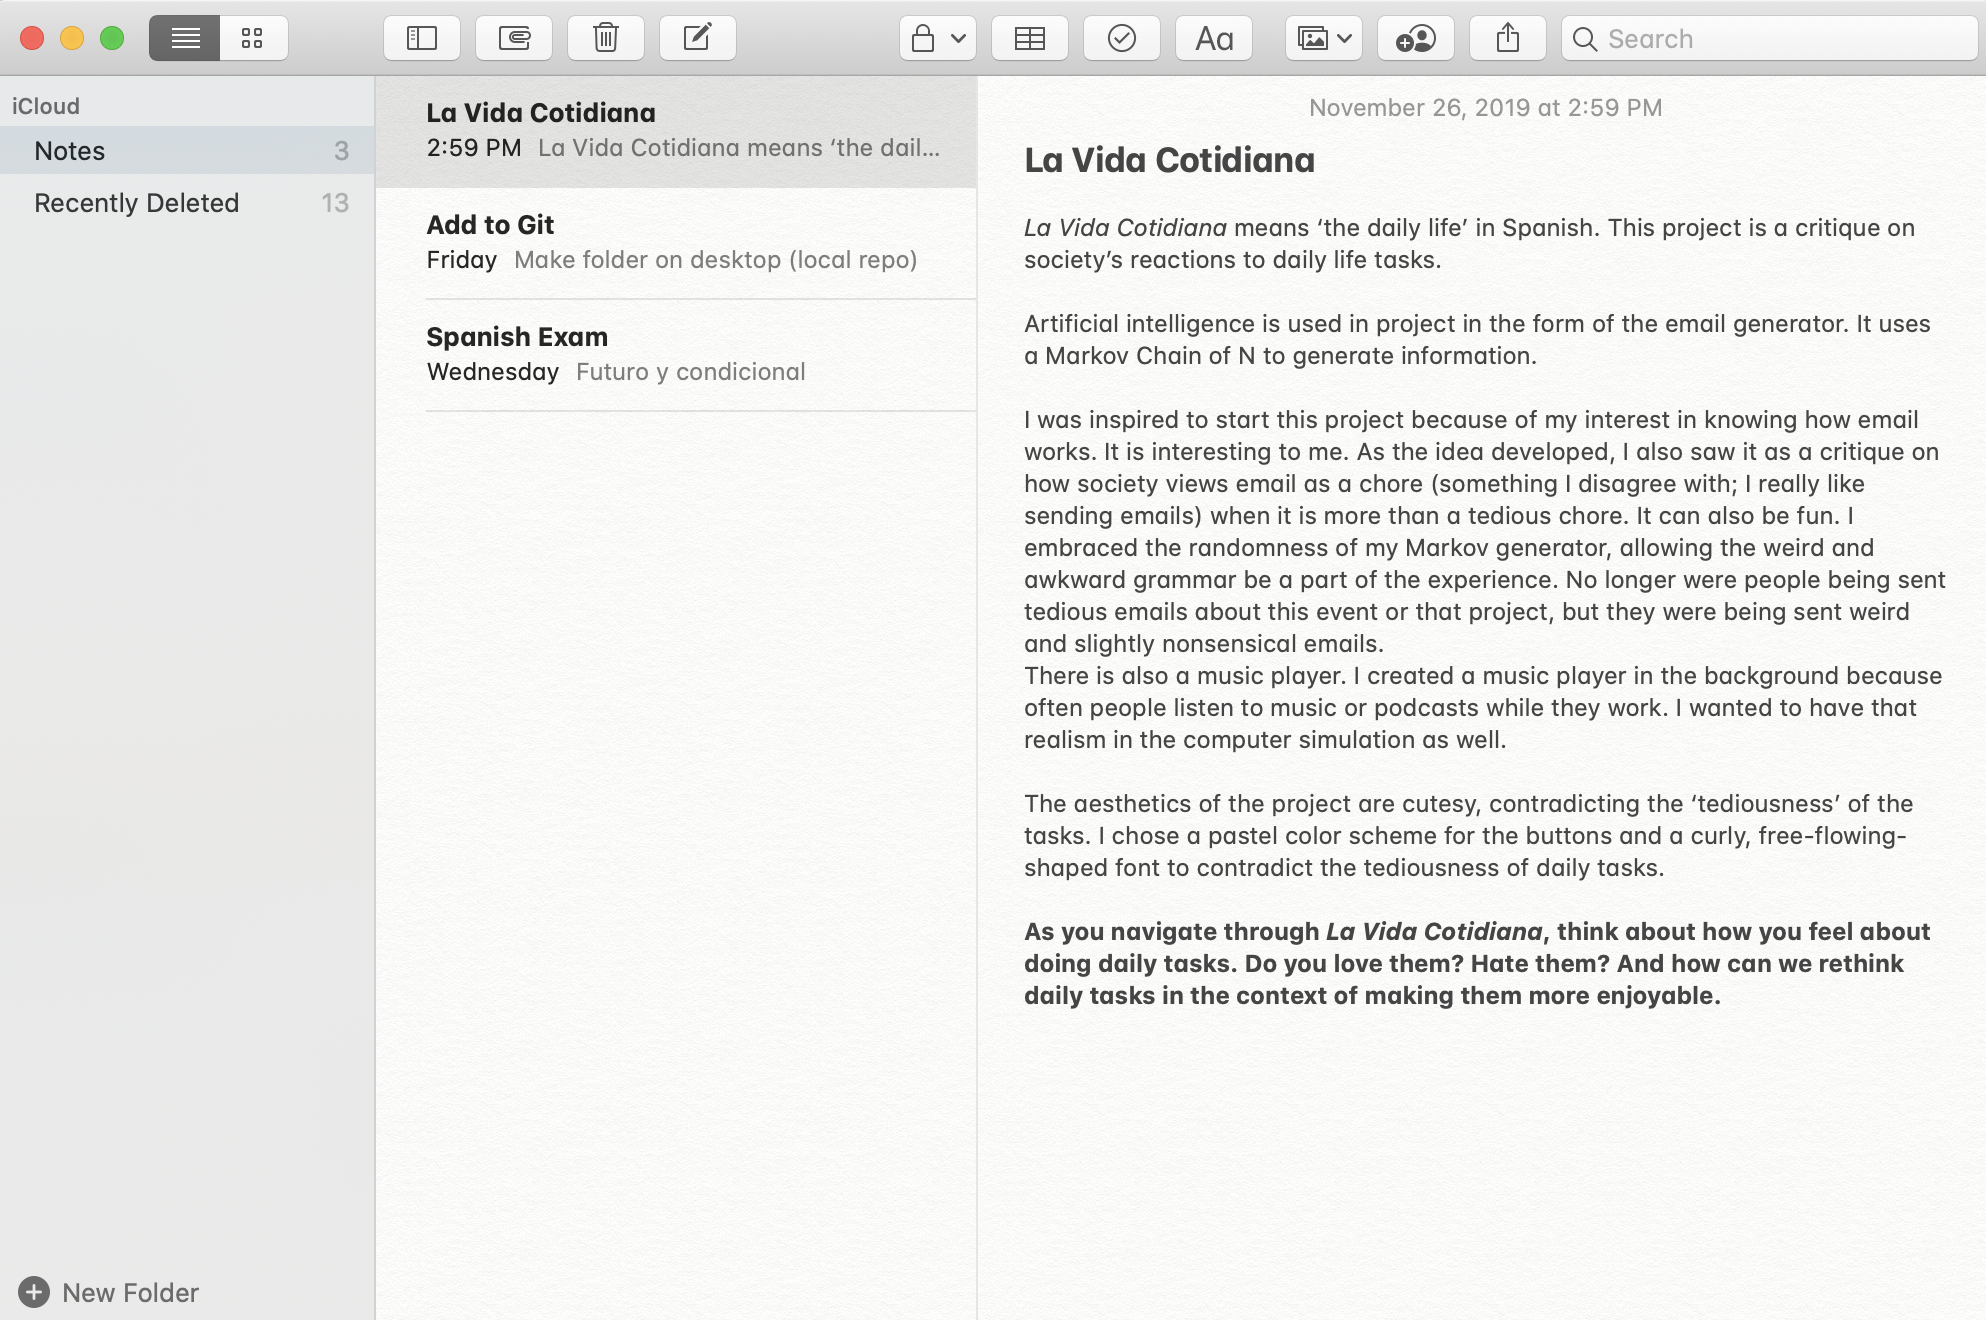 Aa
Search
iCloud
Notes 3
Recently Deleted 13
New Folder
La Vida Cotidiana
2:59 PM La Vida Cotidiana means ‘the dail...
Add to Git
Friday Make folder on desktop (local repo)
Spanish Exam
Wednesday Futuro y condicional
November 26, 2019 at 2:59 PM
La Vida Cotidiana
La Vida Cotidiana means ‘the daily life’ in Spanish. This project is a critique on
society’s reactions to daily life tasks.
Artificial intelligence is used in project in the form of the email generator. It uses
a Markov Chain of N to generate information.
I was inspired to start this project because of my interest in knowing how email
works. It is interesting to me. As the idea developed, I also saw it as a critique on
how society views email as a chore (something I disagree with; I really like
sending emails) when it is more than a tedious chore. It can also be fun. I
embraced the randomness of my Markov generator, allowing the weird and
awkward grammar be a part of the experience. No longer were people being sent
tedious emails about this event or that project, but they were being sent weird
and slightly nonsensical emails.
There is also a music player. I created a music player in the background because
often people listen to music or podcasts while they work. I wanted to have that
realism in the computer simulation as well.
The aesthetics of the project are cutesy, contradicting the ‘tediousness’ of the
tasks. I chose a pastel color scheme for the buttons and a curly, free-flowing-
shaped font to contradict the tediousness of daily tasks.
As you navigate through La Vida Cotidiana, think about how you feel about
doing daily tasks. Do you love them? Hate them? And how can we rethink
daily tasks in the context of making them more enjoyable.